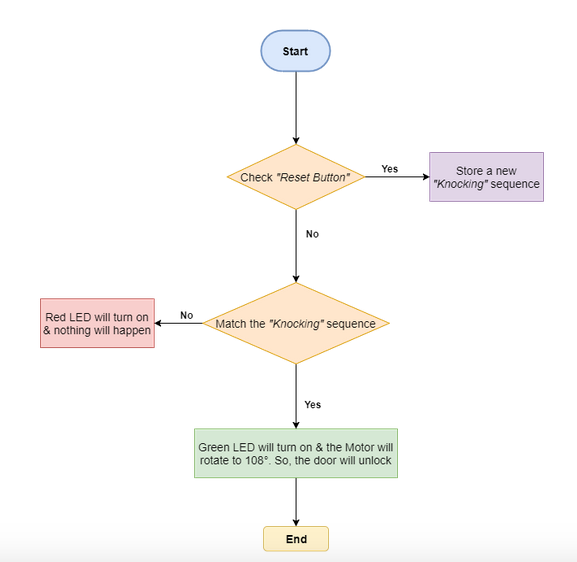 Start
Check "Reset Button"
Yes
Store a new
"Knocking" sequence
No
Match the "Knocking" sequence
No
Red LED will turn on
& nothing will happen
Yes
Green LED will turn on & the Motor will
rotate to 108°. So, the door will unlock
End